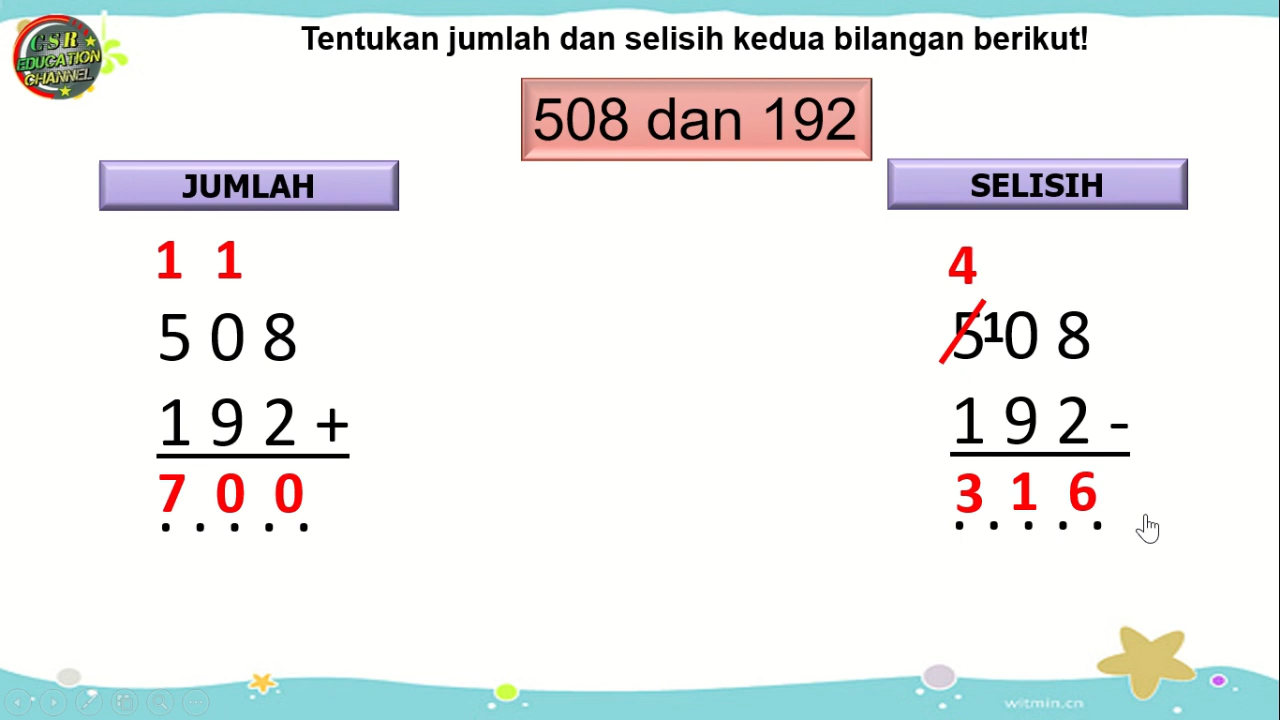 GSR
EDUCATION
CHANNEL
Tentukan jumlah dan selisih kedua bilangan berikut!
508 dan 192
JUMLAH
1 1
5 0 8
1 9 2 +
7 0 0
. . . . .
SELISIH
4
5 1 0 8
1 9 2 -
3 1 6
. . . . .
witmin.cn